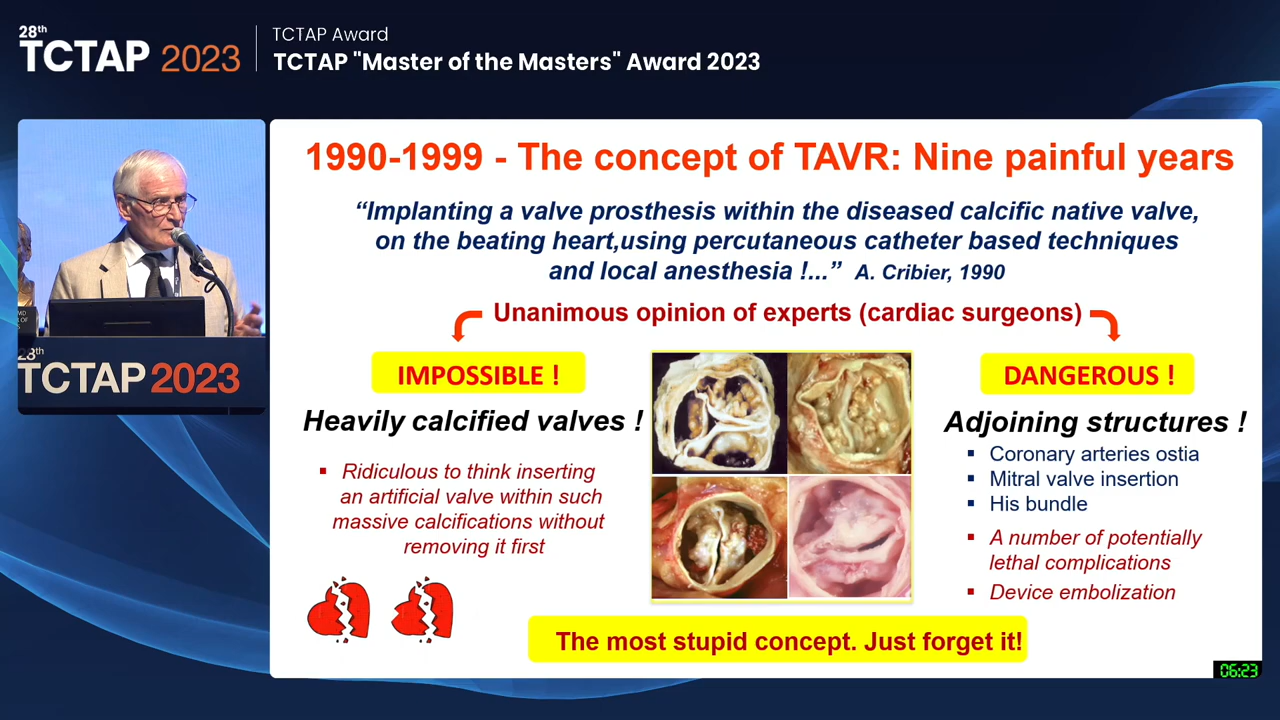 28th
TCTAP 2023
TCTAP Award
TCTAP "Master of the Masters" Award 2023
28th
TCTAP 2023
1990-1999 - The concept of TAVR: Nine painful years
“Implanting a valve prosthesis within the diseased calcific native valve,
on the beating heart,using percutaneous catheter based techniques
and local anesthesia !...” A. Cribier, 1990
Unanimous opinion of experts (cardiac surgeons)
IMPOSSIBLE !
Heavily calcified valves !
▪ Ridiculous to think inserting
an artificial valve within such
massive calcifications without
removing it first
DANGEROUS !
Adjoining structures !
▪ Coronary arteries ostia
▪ Mitral valve insertion
▪ His bundle
▪ A number of potentially
lethal complications
▪ Device embolization
The most stupid concept. Just forget it!
06:23